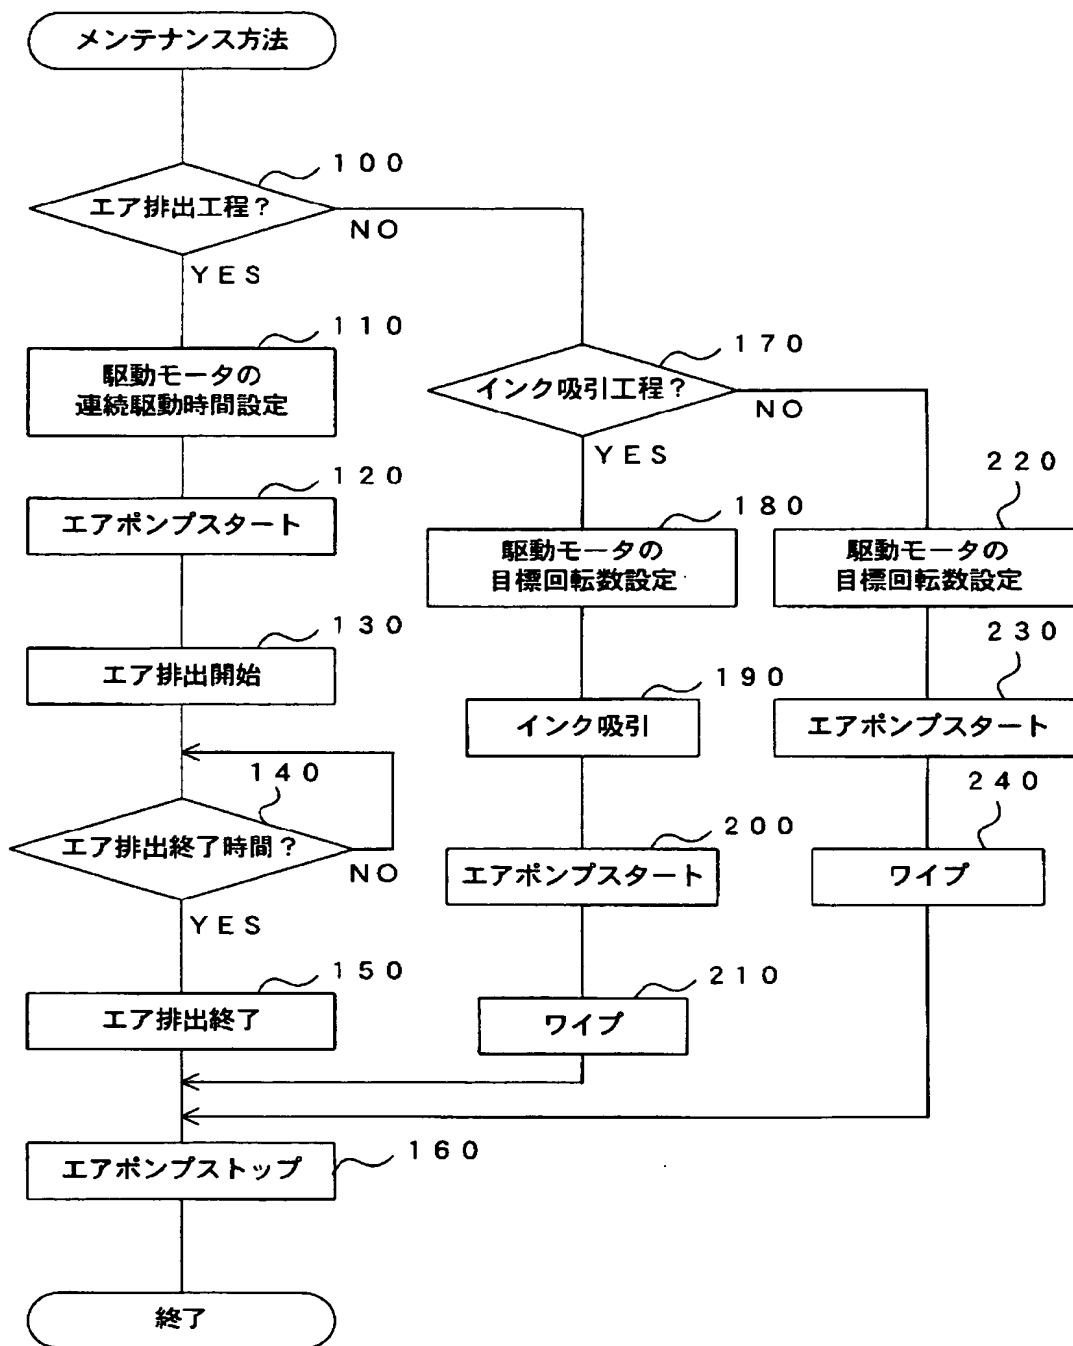 メンテナンス方法
１００
エア排出工程？
ＮＯ
ＹＥＳ
１１０
駆動モータの
連続駆動時間設定
１２０
エアポンプスタート
１３０
エア排出開始
１４０
エア排出終了時間？
ＮＯ
ＹＥＳ
１５０
エア排出終了
１６０
エアポンプストップ
終了
１７０
インク吸引工程？
ＮＯ
ＹＥＳ
１８０
駆動モータの
目標回転数設定
１９０
インク吸引
２００
エアポンプスタート
２１０
ワイプ
２２０
駆動モータの
目標回転数設定
２３０
エアポンプスタート
２４０
ワイプ